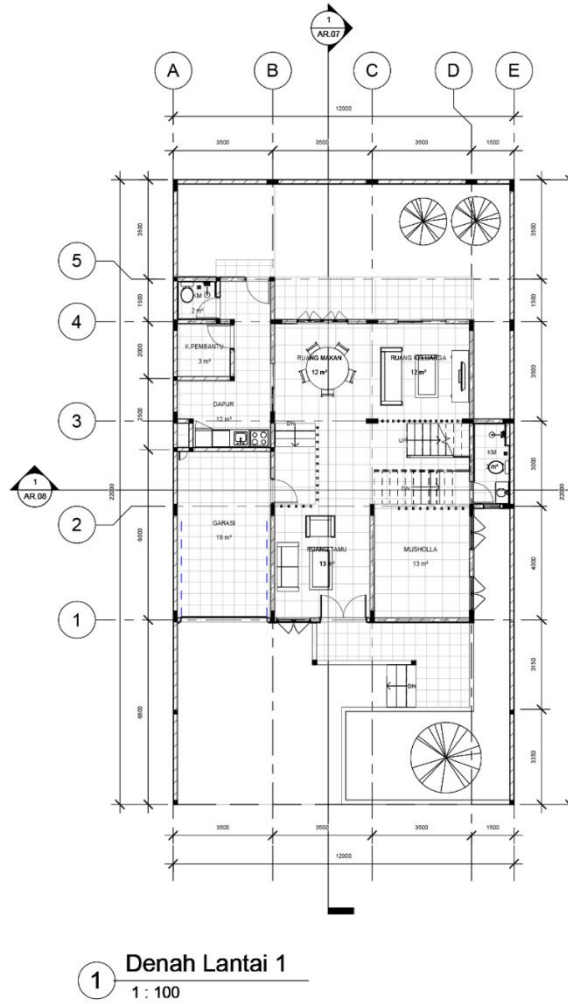 1
AR.07
A
B
C
D
E
12000
3500
3500
3500
1500
3500
3500
5
1500
1500
KM
2 m²
4
K.PEMBANTU
3 m²
2000
RUANG MAKAN
12 m²
RUANG KELUARGA
12 m²
3500
DAPUR
12 m²
2500
3
DN
UP
KM
3000
1
AR.08
22000
22000
DN
2
GARASI
19 m²
6000
RUANG TAMU
13 m²
MUSHOLLA
13 m²
4000
1
3150
DN
6500
3350
3500
3500
3500
1500
12000
1
Denah Lantai 1
1 : 100